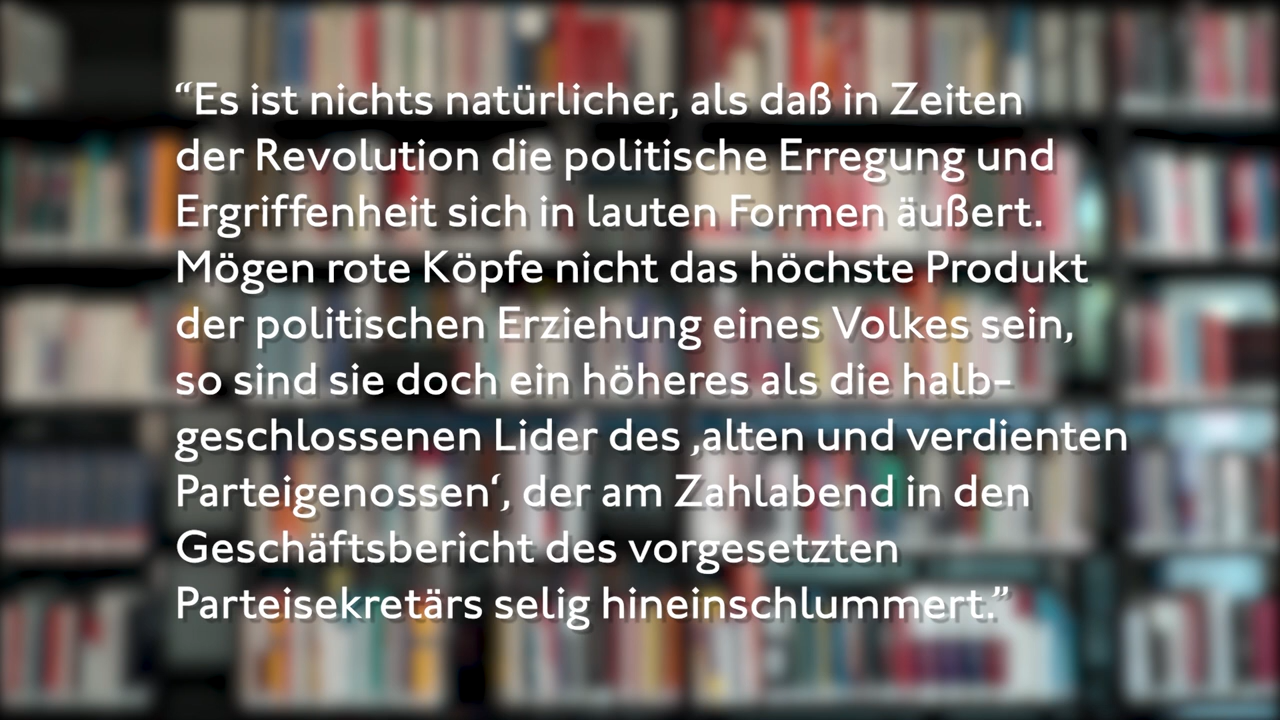 “Es ist nichts natürlicher, als daß in Zeiten
der Revolution die politische Erregung und
Ergriffenheit sich in lauten Formen äußert.
Mögen rote Köpfe nicht das höchste Produkt
der politischen Erziehung eines Volkes sein,
so sind sie doch ein höheres als die halb-
geschlossenen Lider des ‚alten und verdienten
Parteigenossen‘, der am Zahlabend in den
Geschäftsbericht des vorgesetzten
Parteisekretärs selig hineinschlummert.”